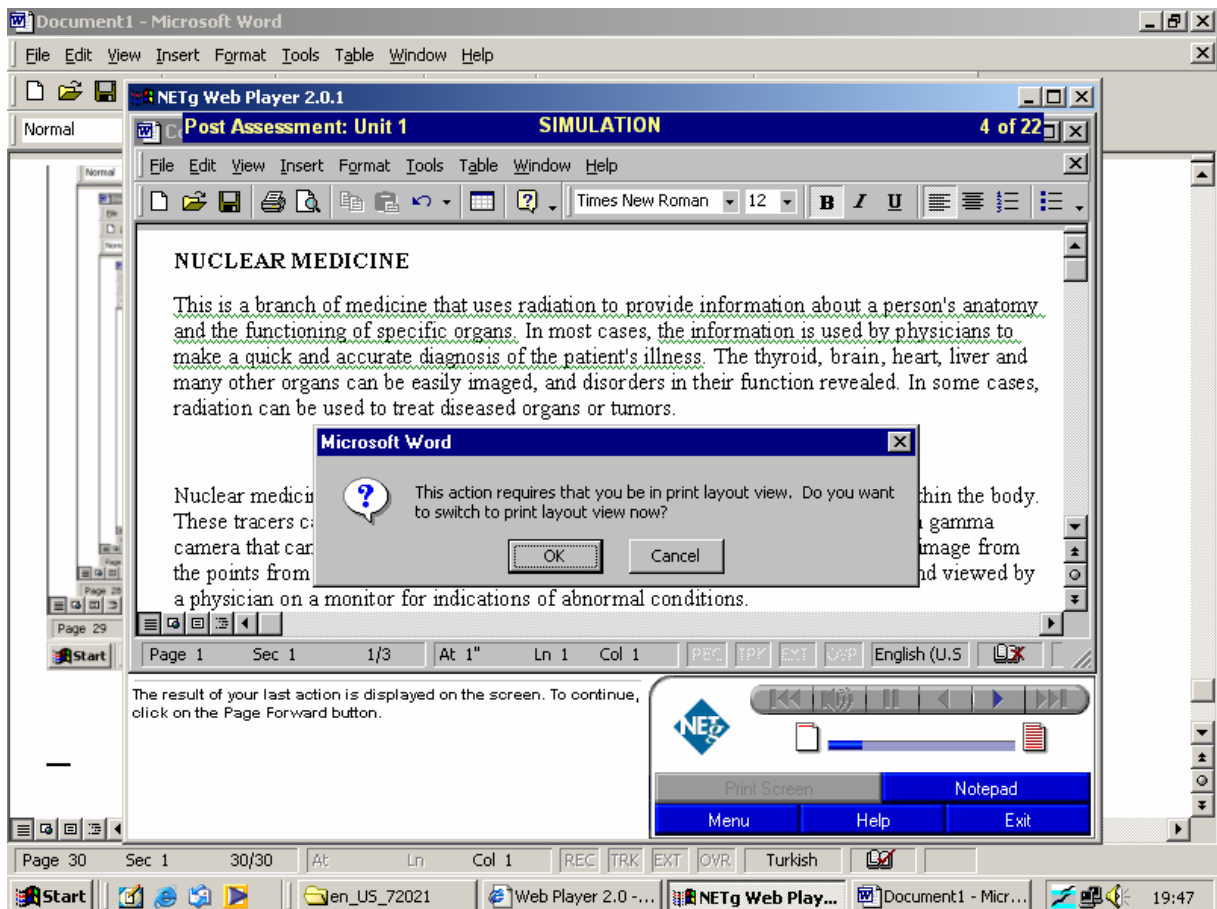 Document1 - Microsoft Word
File Edit View Insert Format Tools Table Window Help
Normal
NETg Web Player 2.0.1
Post Assessment: Unit 1 SIMULATION 4 of 22
File Edit View Insert Format Tools Table Window Help
Times New Roman 12 B I U
NUCLEAR MEDICINE
This is a branch of medicine that uses radiation to provide information about a person's anatomy
and the functioning of specific organs. In most cases, the information is used by physicians to
make a quick and accurate diagnosis of the patient's illness. The thyroid, brain, heart, liver and
many other organs can be easily imaged, and disorders in their function revealed. In some cases,
radiation can be used to treat diseased organs or tumors.
Microsoft Word
This action requires that you be in print layout view. Do you want
to switch to print layout view now?
OK Cancel
Nuclear medici thin the body.
These tracers c gamma
camera that can image from
the points from nd viewed by
a physician on a monitor for indications of abnormal conditions.
Page 1 Sec 1 1/3 At 1" Ln 1 Col 1 REC TRK EXT OVR English (U.S
The result of your last action is displayed on the screen. To continue,
click on the Page Forward button.
NETg
Print Screen Notepad
Menu Help Exit
Normal
Page 28
Page 29
Start
Page 30 Sec 1 30/30 At Ln Col 1 REC TRK EXT OVR Turkish
Start en_US_72021 Web Player 2.0 -... NETg Web Play... Document1 - Micr... 19:47